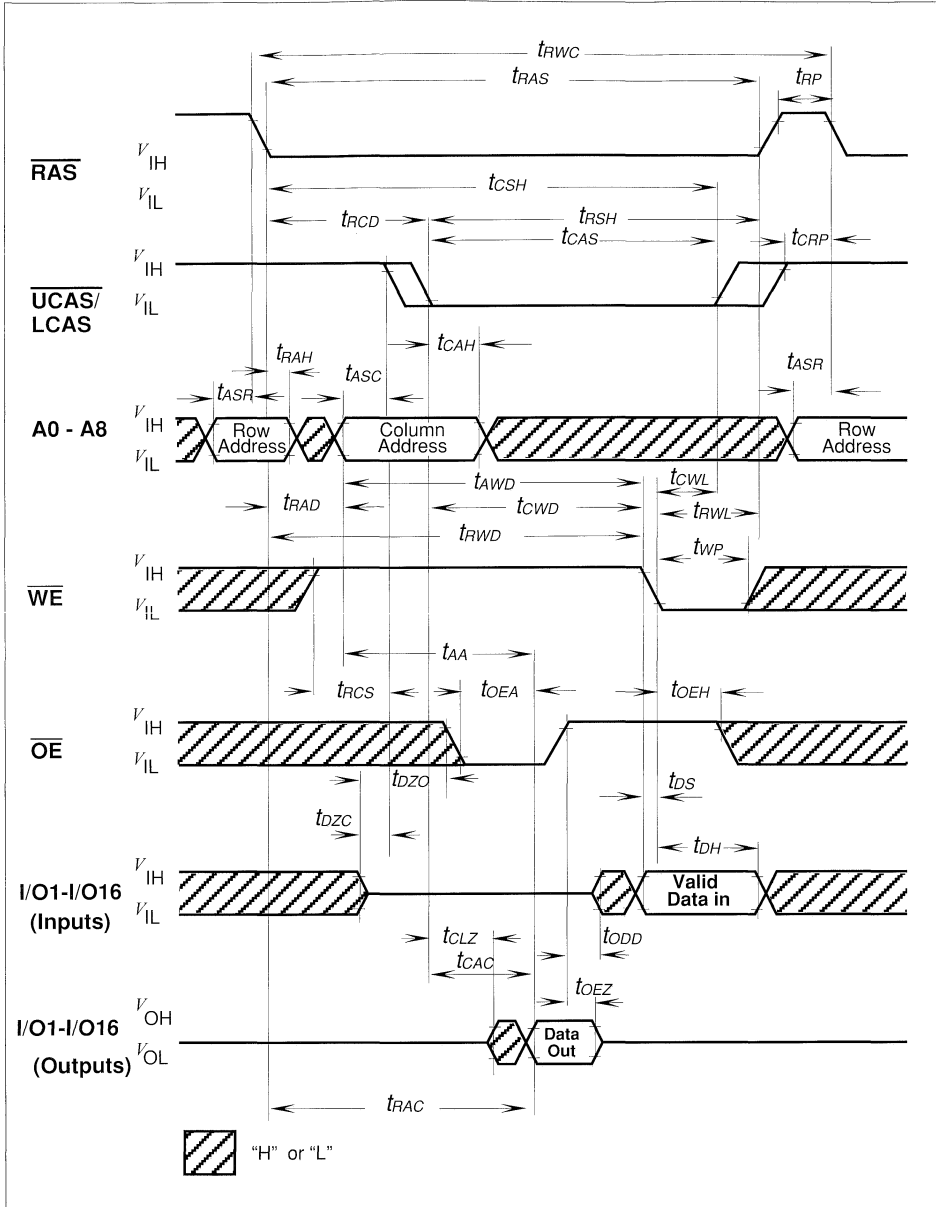 tRWC
tRAS
tRP
RAS
VIH
VIL
tCSH
tRCD
tRSH
tCAS
tCRP
UCAS/
LCAS
VIH
VIL
tCAH
tRAH
tASC
tASR
tASR
A0 - A8
VIH
VIL
Row
Address
Column
Address
Row
Address
tAWD
tCWL
tRAD
tCWD
tRWL
tRWD
tWP
WE
VIH
VIL
tAA
tRCS
tOEA
tOEH
OE
VIH
VIL
tDZO
tDS
tDZC
tDH
I/O1-I/O16
(Inputs)
VIH
VIL
Valid
Data in
tCLZ
tODD
tCAC
tOEZ
I/O1-I/O16
(Outputs)
VOH
VOL
Data
Out
tRAC
“H” or “L”